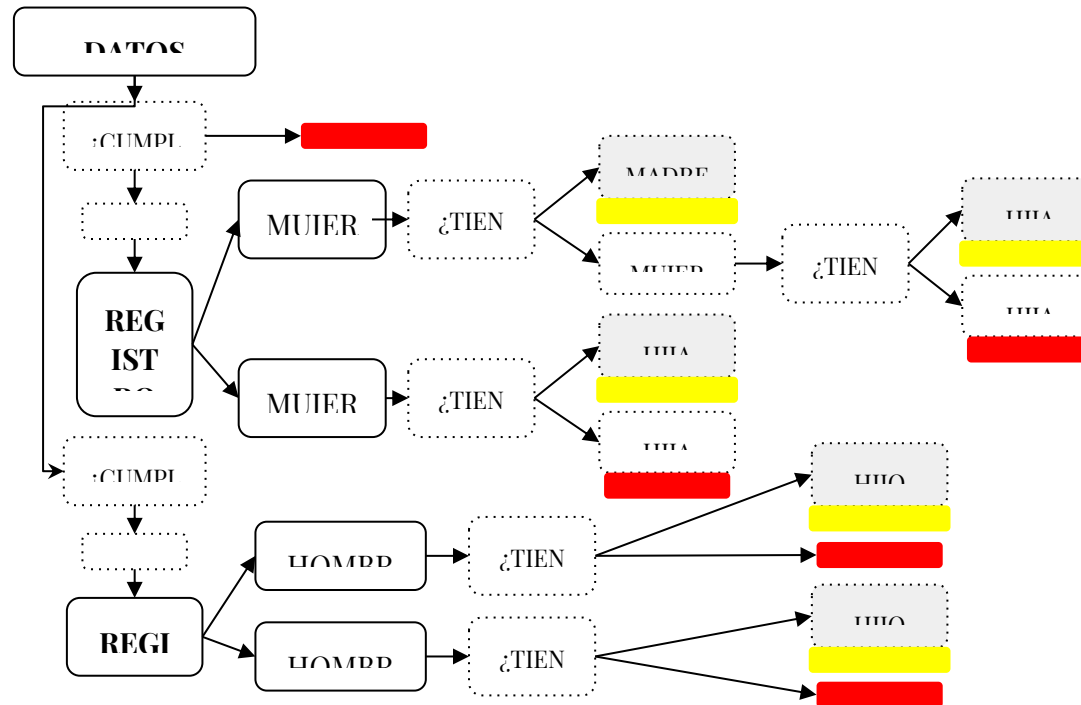 DATOS
¿CUMPL
MADRE
MUJER
¿TIEN
HIJA
MUJER
¿TIEN
HIJA
REG
IST
RO
HIJA
MUJER
¿TIEN
HIJA
¿CUMPL
HIJO
HOMBR
¿TIEN
HIJO
REGI
HOMBR
¿TIEN